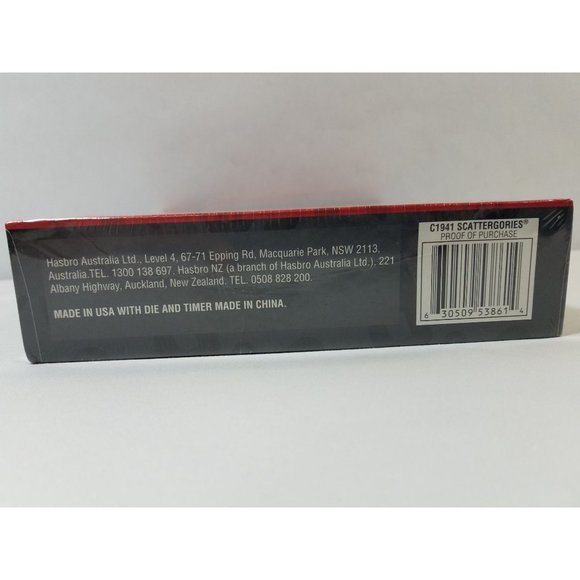 Hasbro Australia Ltd., Level 4, 67-71 Epping Rd, Macquarie Park, NSW 2113.
Australia.TEL. 1300 138 697. Hasbro NZ (a branch of Hasbro Australia Ltd.), 221
Albany Highway, Auckland, New Zealand. TEL. 0508 828 200.
MADE IN USA WITH DIE AND TIMER MADE IN CHINA.
C1941 SCATTERGORIES®
PROOF OF PURCHASE
6 30509 53861 4